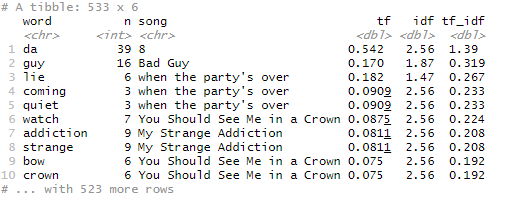 # A tibble: 533 x 6
word n song tf idf tf_idf
<chr> <int> <chr> <dbl> <dbl> <dbl>
1 da 39 8 0.542 2.56 1.39
2 guy 16 Bad Guy 0.170 1.87 0.319
3 lie 6 when the party's over 0.182 1.47 0.267
4 coming 3 when the party's over 0.0909 2.56 0.233
5 quiet 3 when the party's over 0.0909 2.56 0.233
6 watch 7 You Should See Me in a Crown 0.0875 2.56 0.224
7 addiction 9 My Strange Addiction 0.0811 2.56 0.208
8 strange 9 My Strange Addiction 0.0811 2.56 0.208
9 bow 6 You Should See Me in a Crown 0.075 2.56 0.192
10 crown 6 You Should See Me in a Crown 0.075 2.56 0.192
# ... with 523 more rows